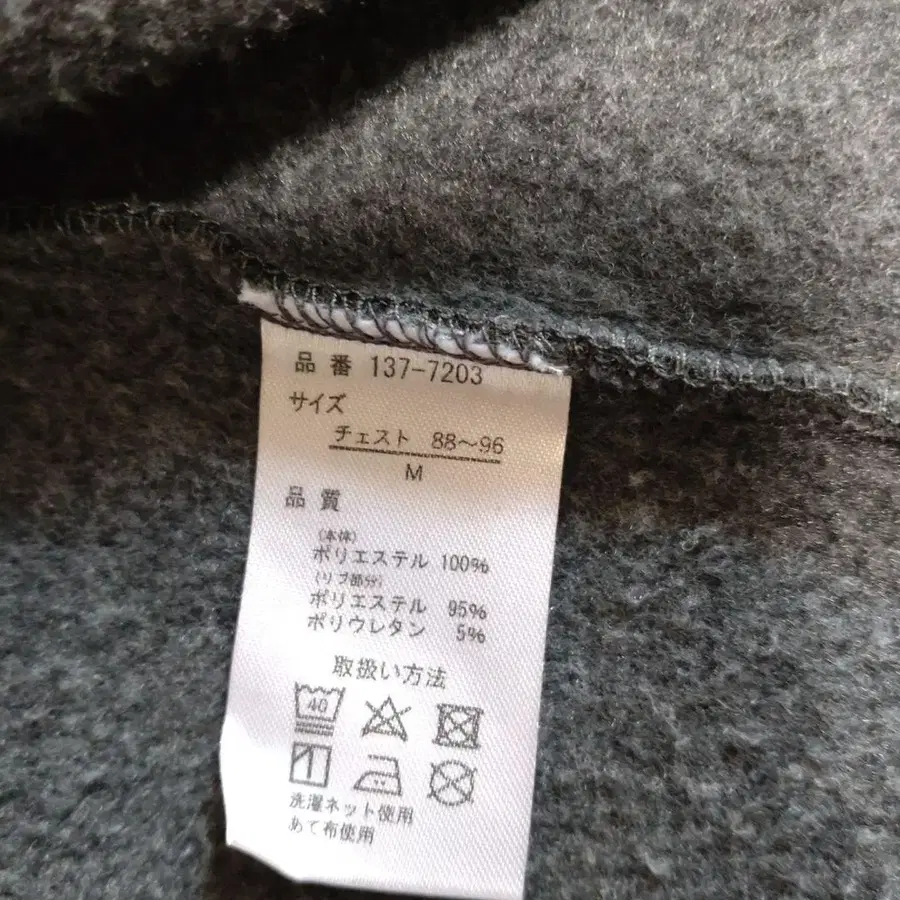 品番 137-7203
サイズ
チェスト 88～96
M
品質
(本体)
ポリエステル 100%
(リブ部分)
ポリエステル 95%
ポリウレタン 5%
取扱い方法
40
洗濯ネット使用
あて布使用